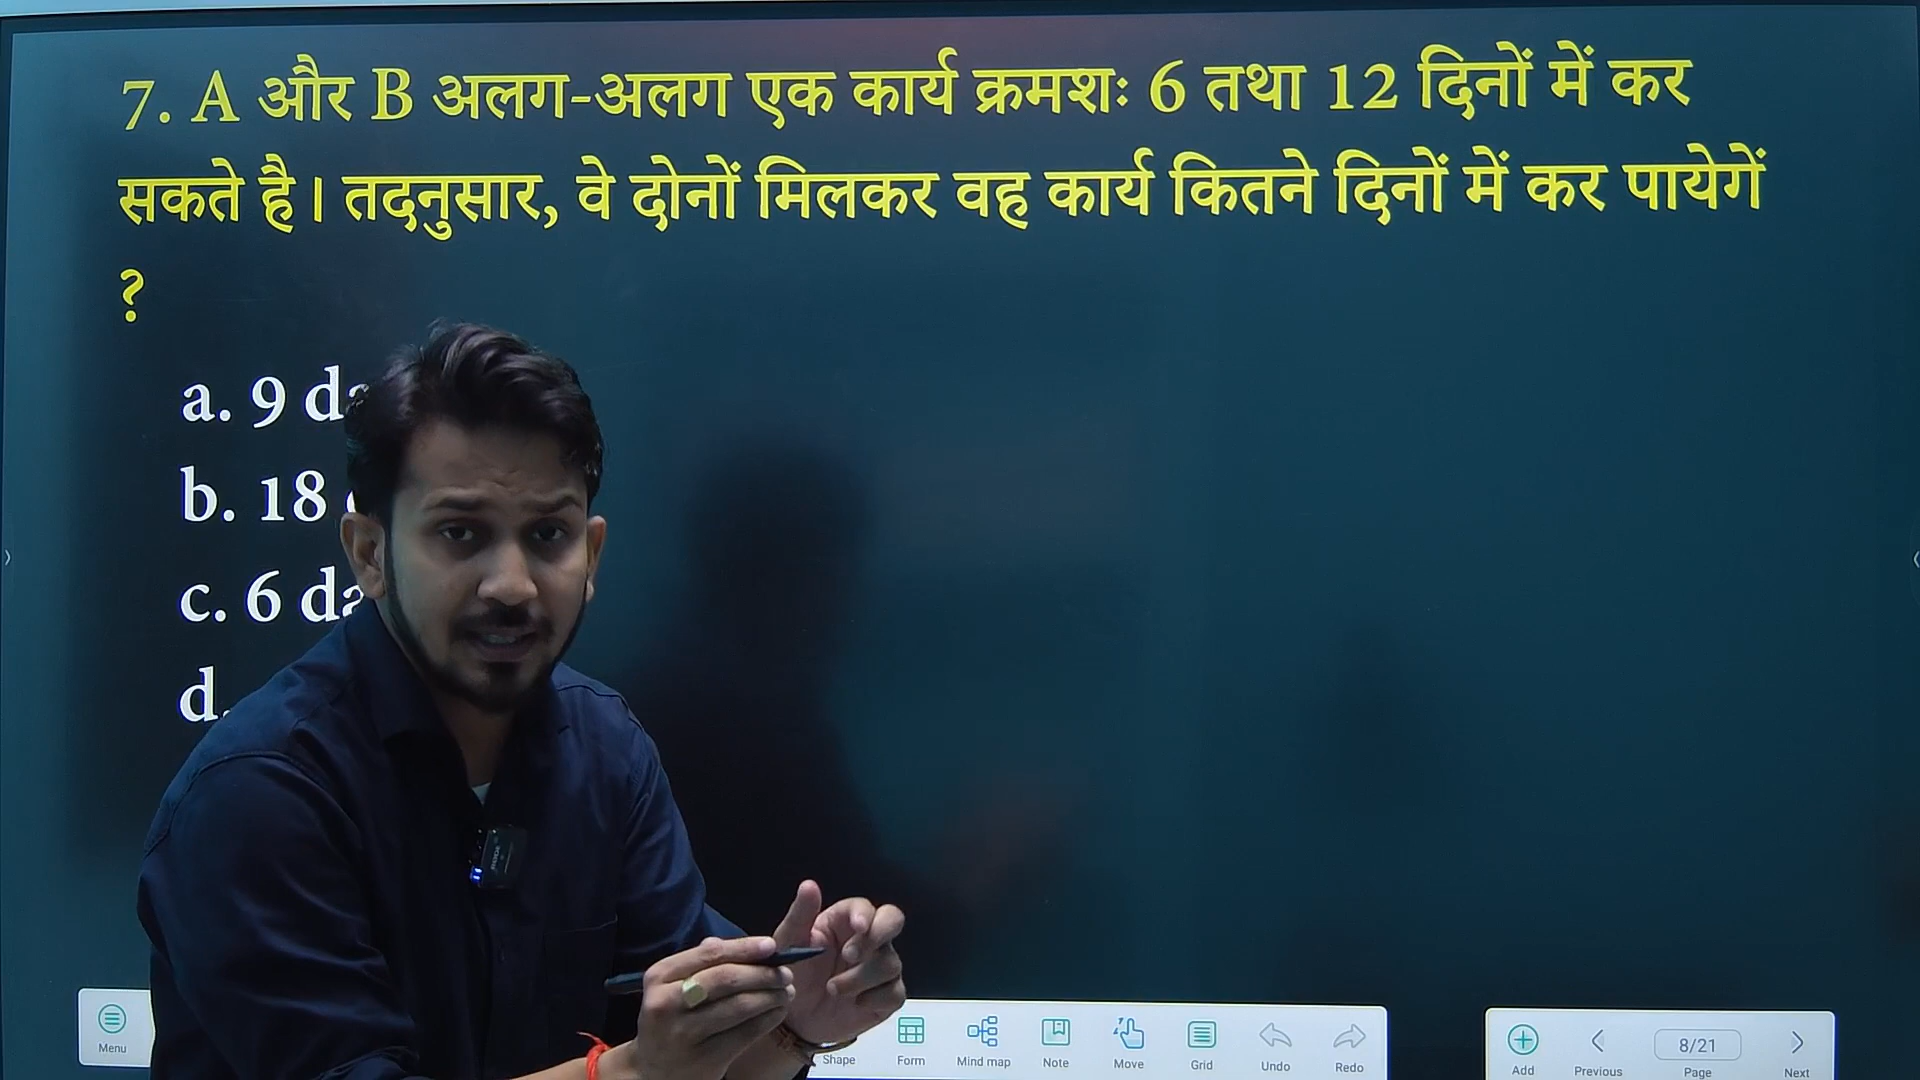 7. A और B अलग-अलग एक कार्य क्रमशः 6 तथा 12 दिनों में कर
सकते है। तदनुसार, वे दोनों मिलकर वह कार्य कितने दिनों में कर पायेगें
?
a. 9
b. 18
c. 6
d.
Menu Shape Form Mind map Note Move Grid Undo Redo Add Previous 8/21 Page Next